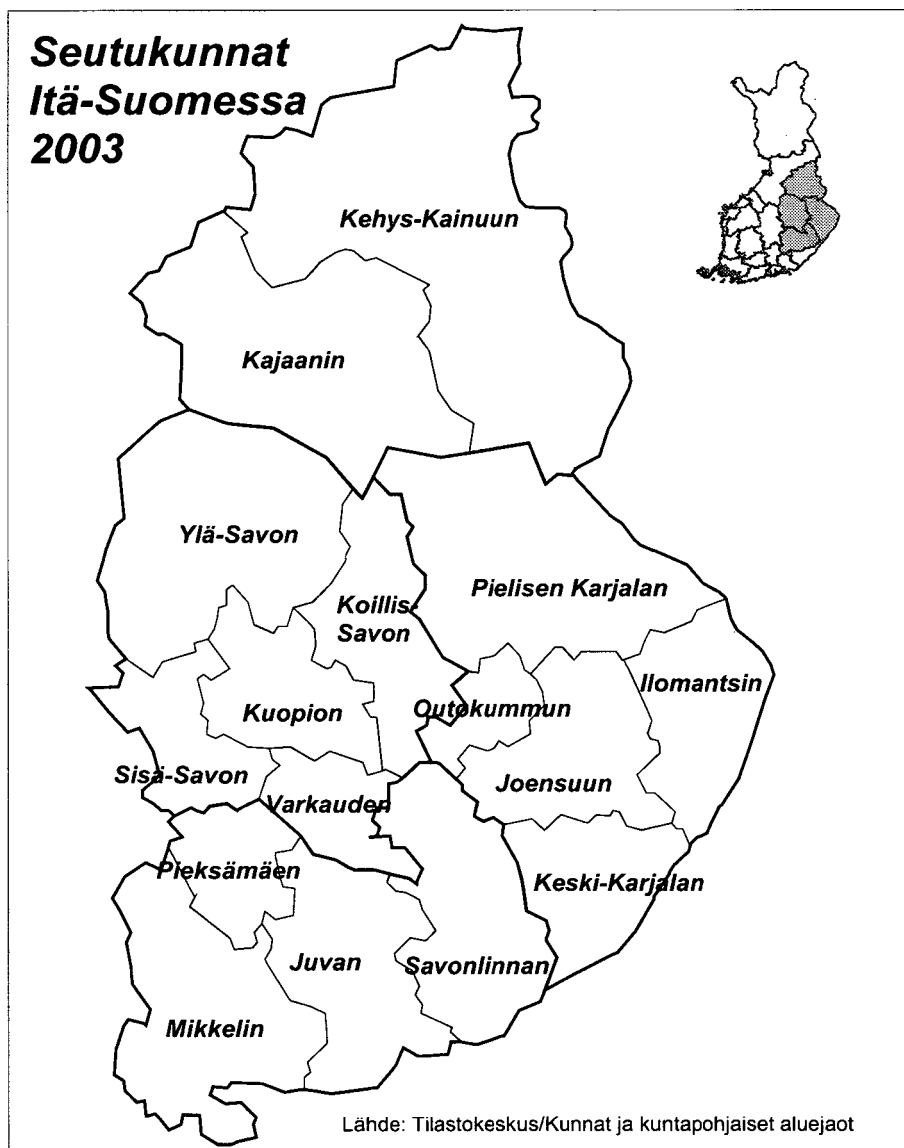 Seutukunnat
Itä-Suomessa
2003
Kehys-Kainuun
Kajaanin
Ylä-Savon
Koillis-
Savon
Pielisen Karjalan
Ilomantsin
Kuopion
Outokummun
Sisä-Savon
Varkauden
Joensuun
Pieksämäen
Keski-Karjalan
Juvan
Savonlinnan
Mikkelin
Lähde: Tilastokeskus/Kunnat ja kuntapohjaiset aluejaot